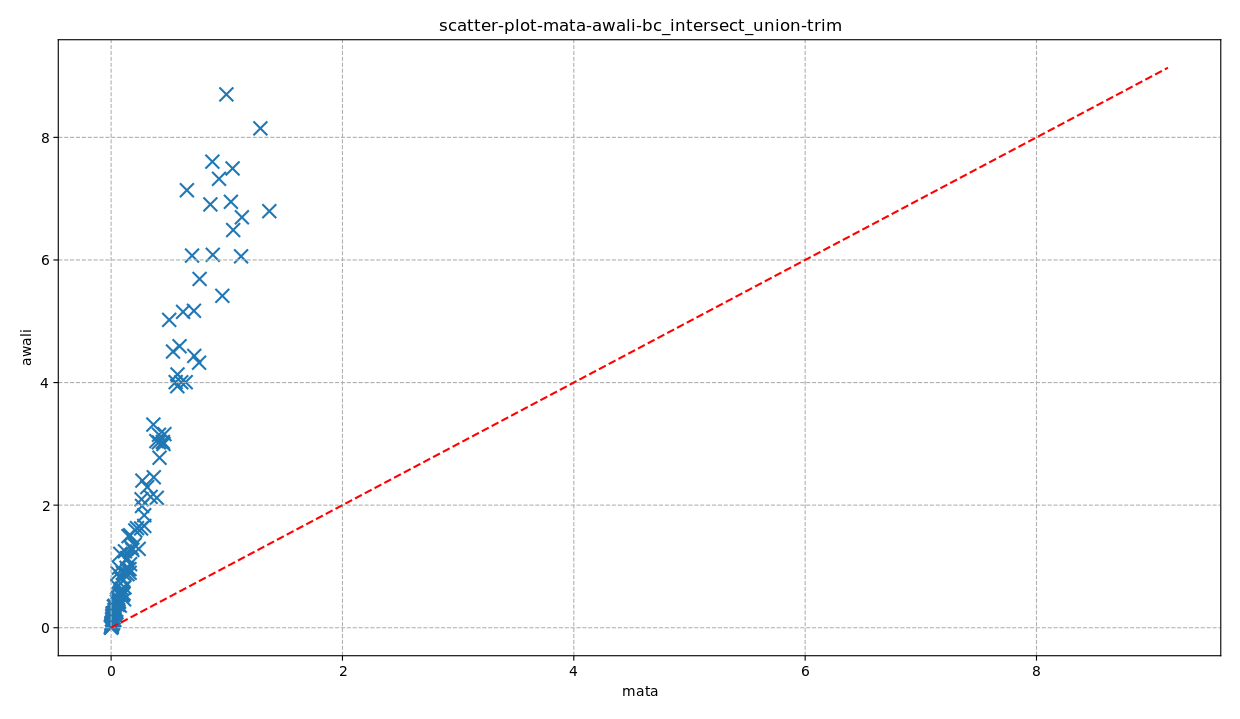 scatter-plot-mata-awali-bc_intersect_union-trim
8
6
4
2
0
awali
0 2 4 6 8
mata